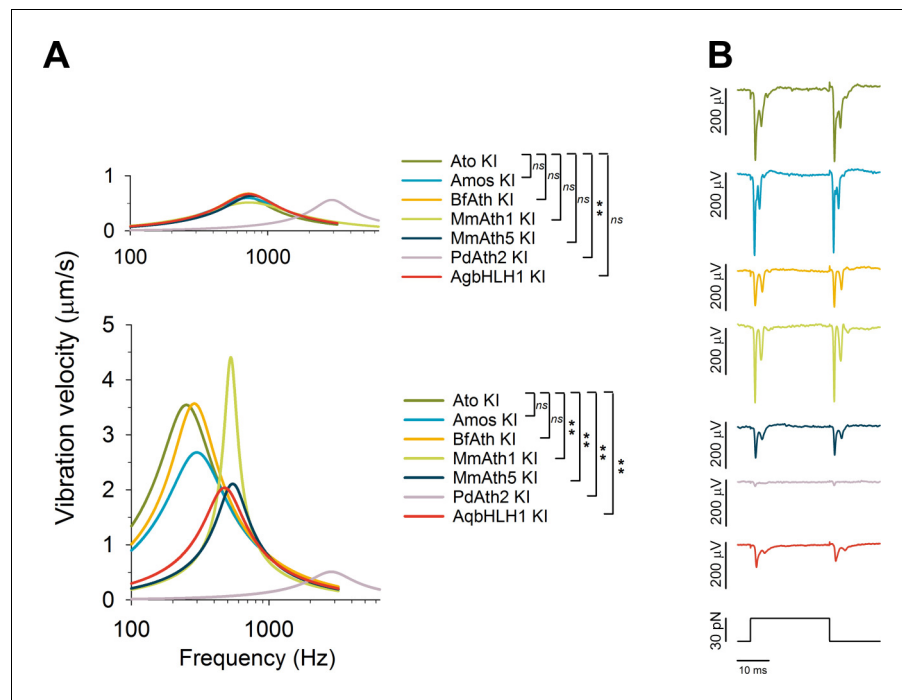 A
B
Vibration velocity (μm/s)
1
0
100
1000
Ato KI
Amos KI
BfAth KI
MmAth1 KI
MmAth5 KI
PdAth2 KI
AgbHLH1 KI
ns
ns
ns
ns
**
ns
5
4
3
2
1
0
100
1000
Frequency (Hz)
Ato KI
Amos KI
BfAth KI
MmAth1 KI
MmAth5 KI
PdAth2 KI
AqbHLH1 KI
ns
ns
**
**
**
**
200 μV
200 μV
200 μV
200 μV
200 μV
200 μV
200 μV
30 pN
10 ms